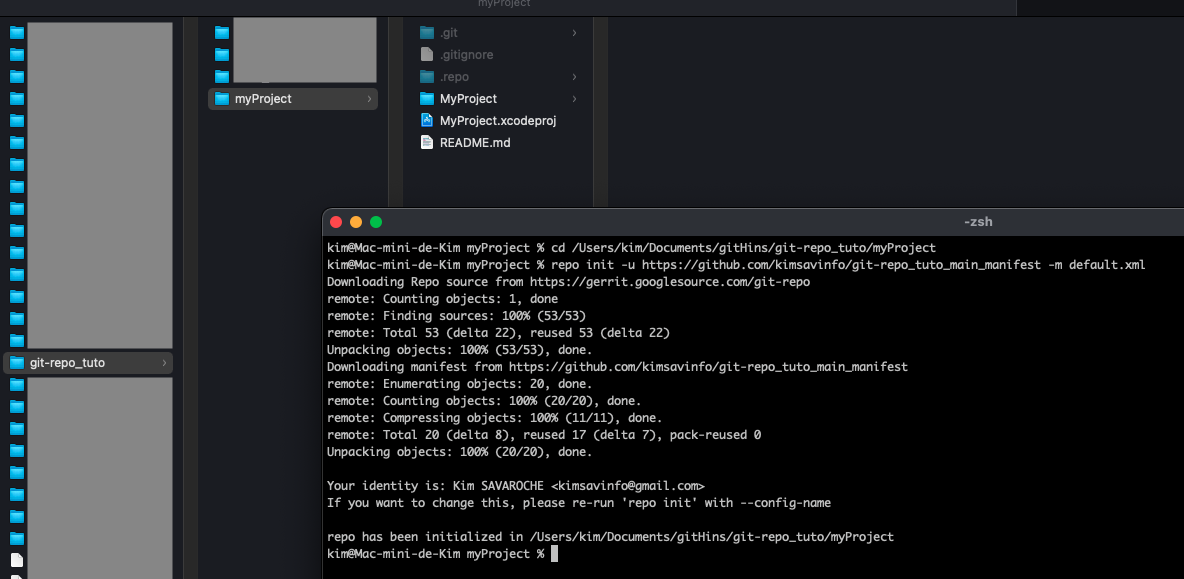 myProject
git-repo_tuto
myProject
.git
.gitignore
.repo
MyProject
MyProject.xcodeproj
README.md
-zsh
kim@Mac-mini-de-Kim myProject % cd /Users/kim/Documents/gitHins/git-repo_tuto/myProject
kim@Mac-mini-de-Kim myProject % repo init -u https://github.com/kimsavinfo/git-repo_tuto_main_manifest -m default.xml
Downloading Repo source from https://gerrit.googlesource.com/git-repo
remote: Counting objects: 1, done
remote: Finding sources: 100% (53/53)
remote: Total 53 (delta 22), reused 53 (delta 22)
Unpacking objects: 100% (53/53), done.
Downloading manifest from https://github.com/kimsavinfo/git-repo_tuto_main_manifest
remote: Enumerating objects: 20, done.
remote: Counting objects: 100% (20/20), done.
remote: Compressing objects: 100% (11/11), done.
remote: Total 20 (delta 8), reused 17 (delta 7), pack-reused 0
Unpacking objects: 100% (20/20), done.
Your identity is: Kim SAVAROCHE <kimsavinfo@gmail.com>
If you want to change this, please re-run 'repo init' with --config-name
repo has been initialized in /Users/kim/Documents/gitHins/git-repo_tuto/myProject
kim@Mac-mini-de-Kim myProject %